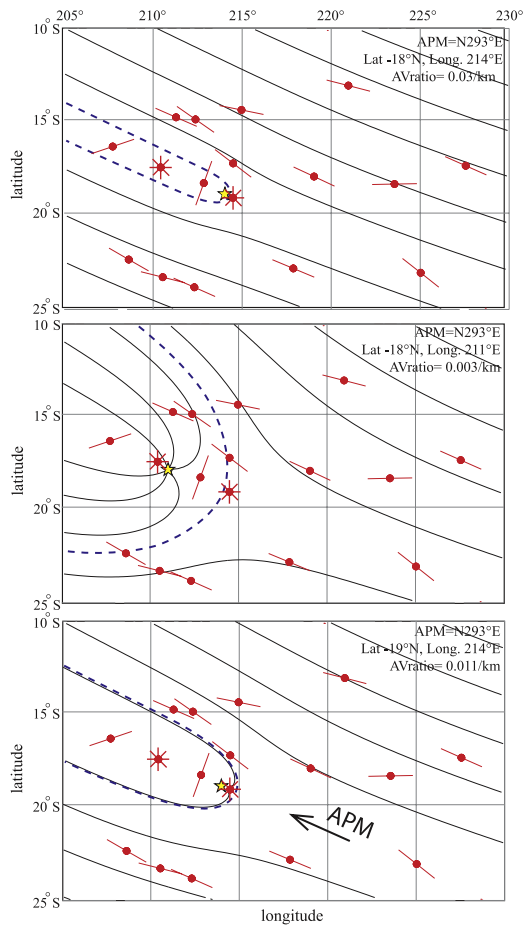 205° 210° 215° 220° 225° 230°
10° S
APM=N293°E
Lat -18°N, Long. 214°E
AVratio= 0.03/km
15° S
latitude
20° S
25° S
10° S
APM=N293°E
Lat -18°N, Long. 211°E
AVratio= 0.003/km
15° S
latitude
20° S
25° S
10° S
APM=N293°E
Lat -19°N, Long. 214°E
AVratio= 0.011/km
15° S
latitude
20° S
APM
25° S
longitude